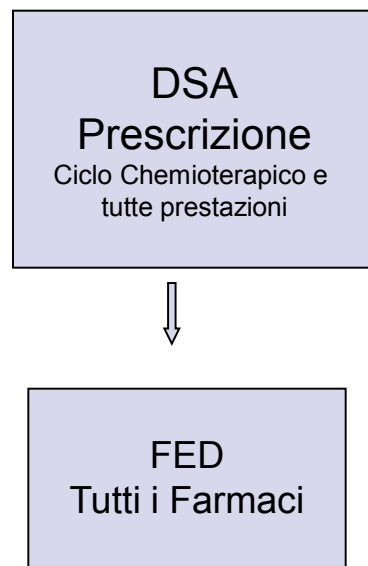 DSA
Prescrizione
Ciclo Chemioterapico e
tutte prestazioni
FED
Tutti i Farmaci